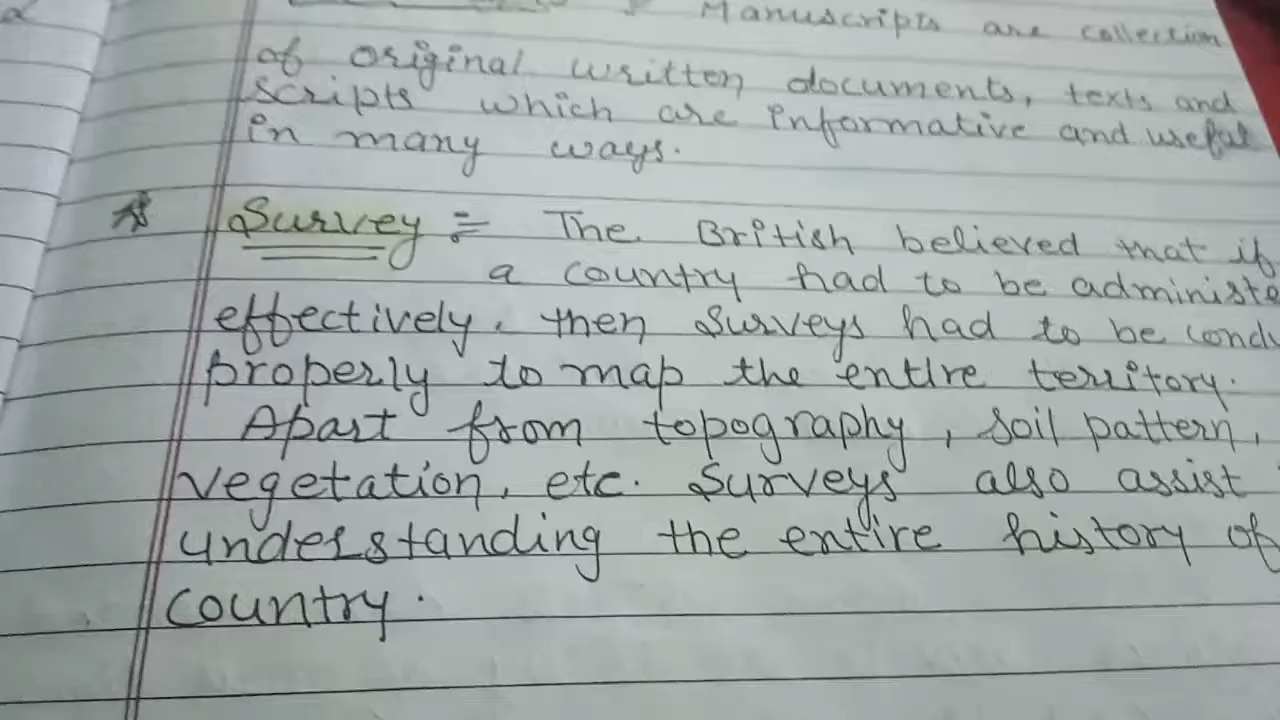 Manuscripts are collection
of original written documents, texts and
scripts which are informative and useful
in many ways.
Survey = The British believed that if
a country had to be administe
effectively, then surveys had to be condu
properly to map the entire territory.
Apart from topography, soil pattern,
vegetation, etc. Surveys also assist
understanding the entire history of
country.